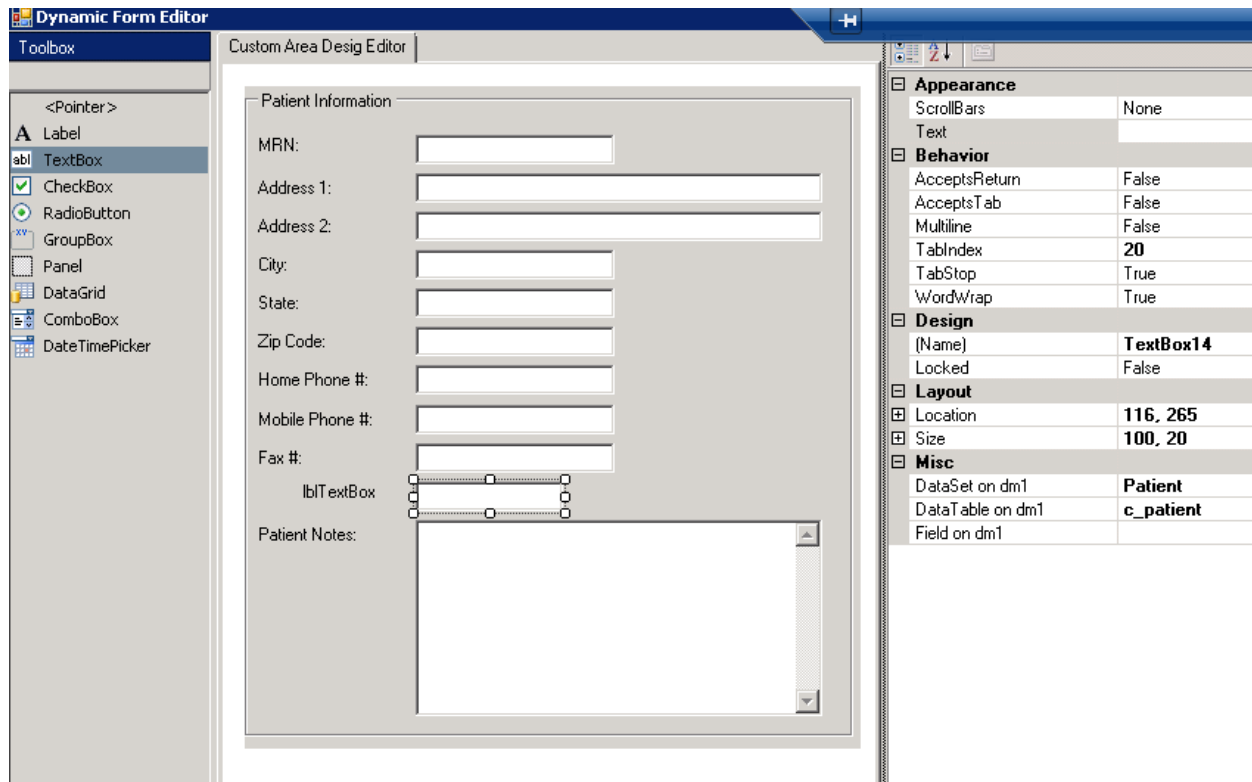 Dynamic Form Editor
Toolbox
<Pointer>
A Label
abl TextBox
CheckBox
RadioButton
XY GroupBox
Panel
DataGrid
ComboBox
DateTimePicker
Custom Area Desig Editor
Patient Information
MRN:
Address 1:
Address 2:
City:
State:
Zip Code:
Home Phone #:
Mobile Phone #:
Fax #:
lblTextBox
Patient Notes:
A Z
Appearance
ScrollBars None
Text
Behavior
AcceptsReturn False
AcceptsTab False
Multiline False
TabIndex 20
TabStop True
WordWrap True
Design
(Name) TextBox14
Locked False
Layout
Location 116, 265
Size 100, 20
Misc
DataSet on dm1 Patient
DataTable on dm1 c_patient
Field on dm1